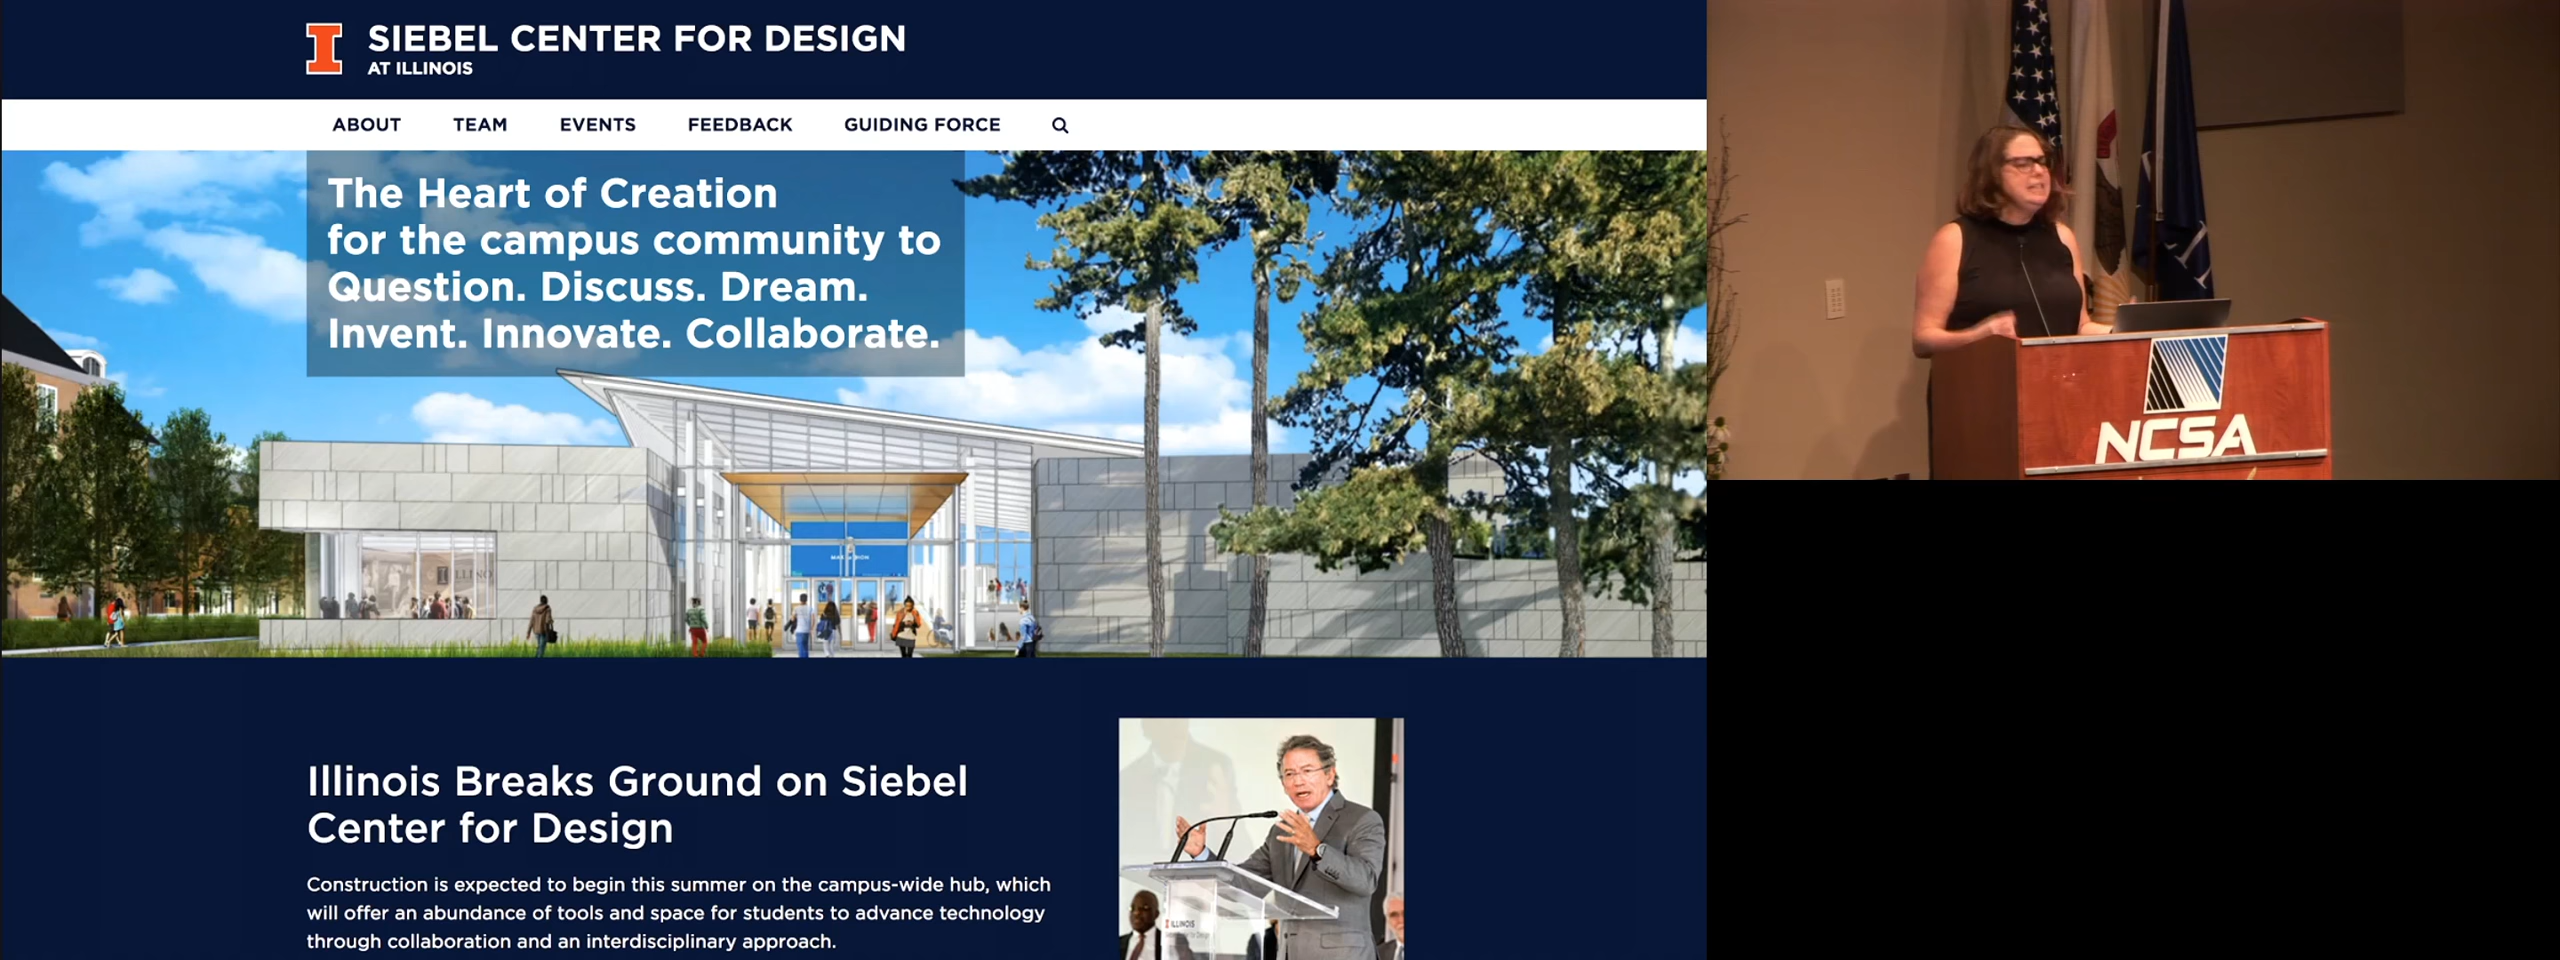 SIEBEL CENTER FOR DESIGN
AT ILLINOIS
ABOUT TEAM EVENTS FEEDBACK GUIDING FORCE
The Heart of Creation
for the campus community to
Question. Discuss. Dream.
Invent. Innovate. Collaborate.
Illinois Breaks Ground on Siebel
Center for Design
Construction is expected to begin this summer on the campus-wide hub, which
will offer an abundance of tools and space for students to advance technology
through collaboration and an interdisciplinary approach.
ILLINOIS
NCSA